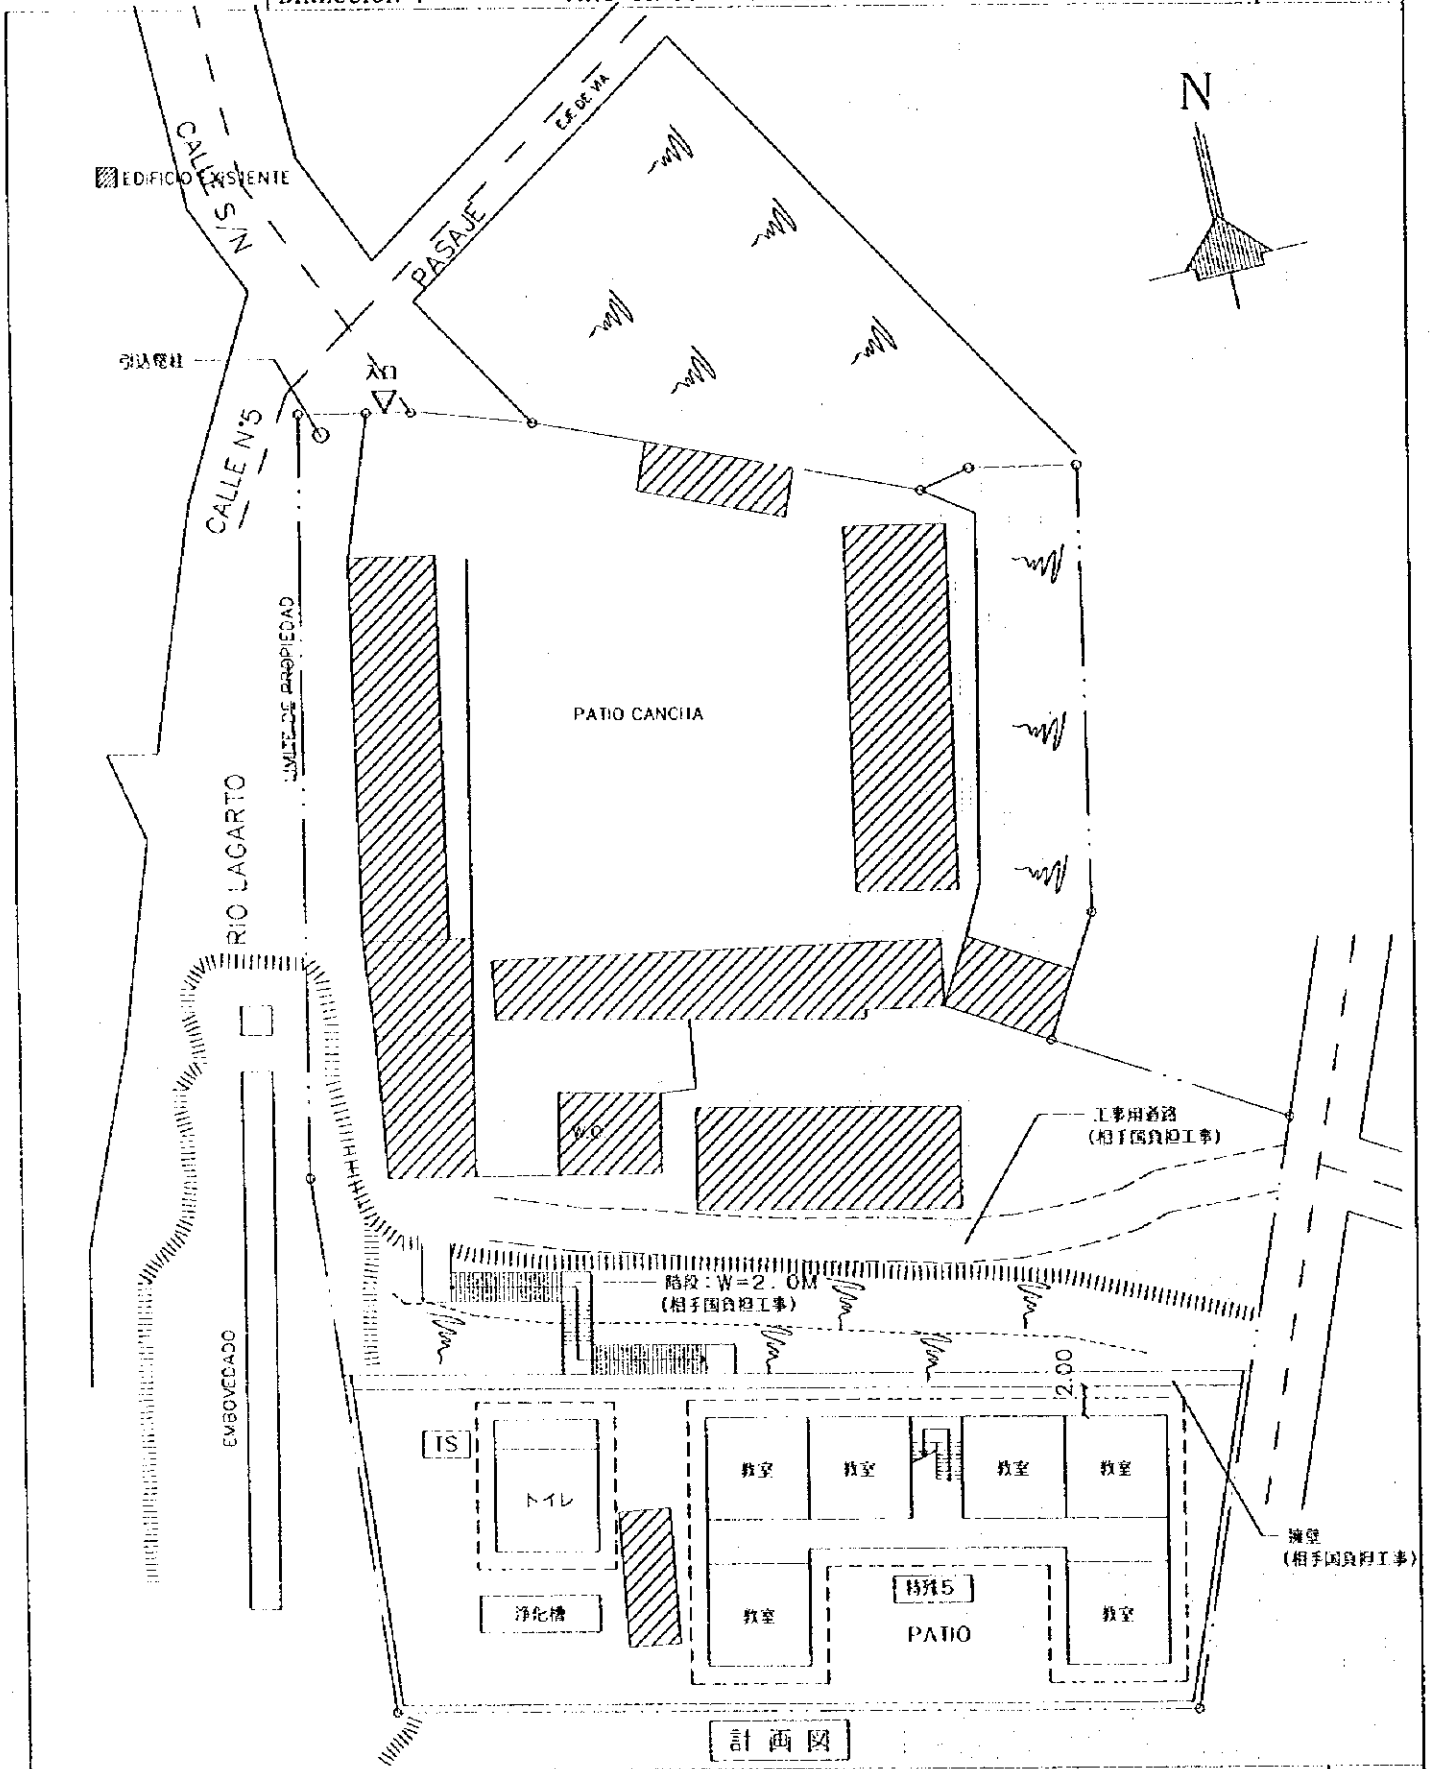 N
EJE DE VIA
CALLE S/N
EDIFICIO EXISTENTE
PASAJE
引込電柱
入口
CALLE N°5
LIMITE DE PROPIEDAD
PATIO CANCHA
RIO LAGARTO
W.C
工事用道路
(相手国負担工事)
階段:W=2.0M
(相手国負担工事)
EMBOVEDADO
2.00
TS
トイレ
教室
教室
教室
教室
擁壁
(相手国負担工事)
浄化槽
教室
特殊5
教室
PATIO
計画図